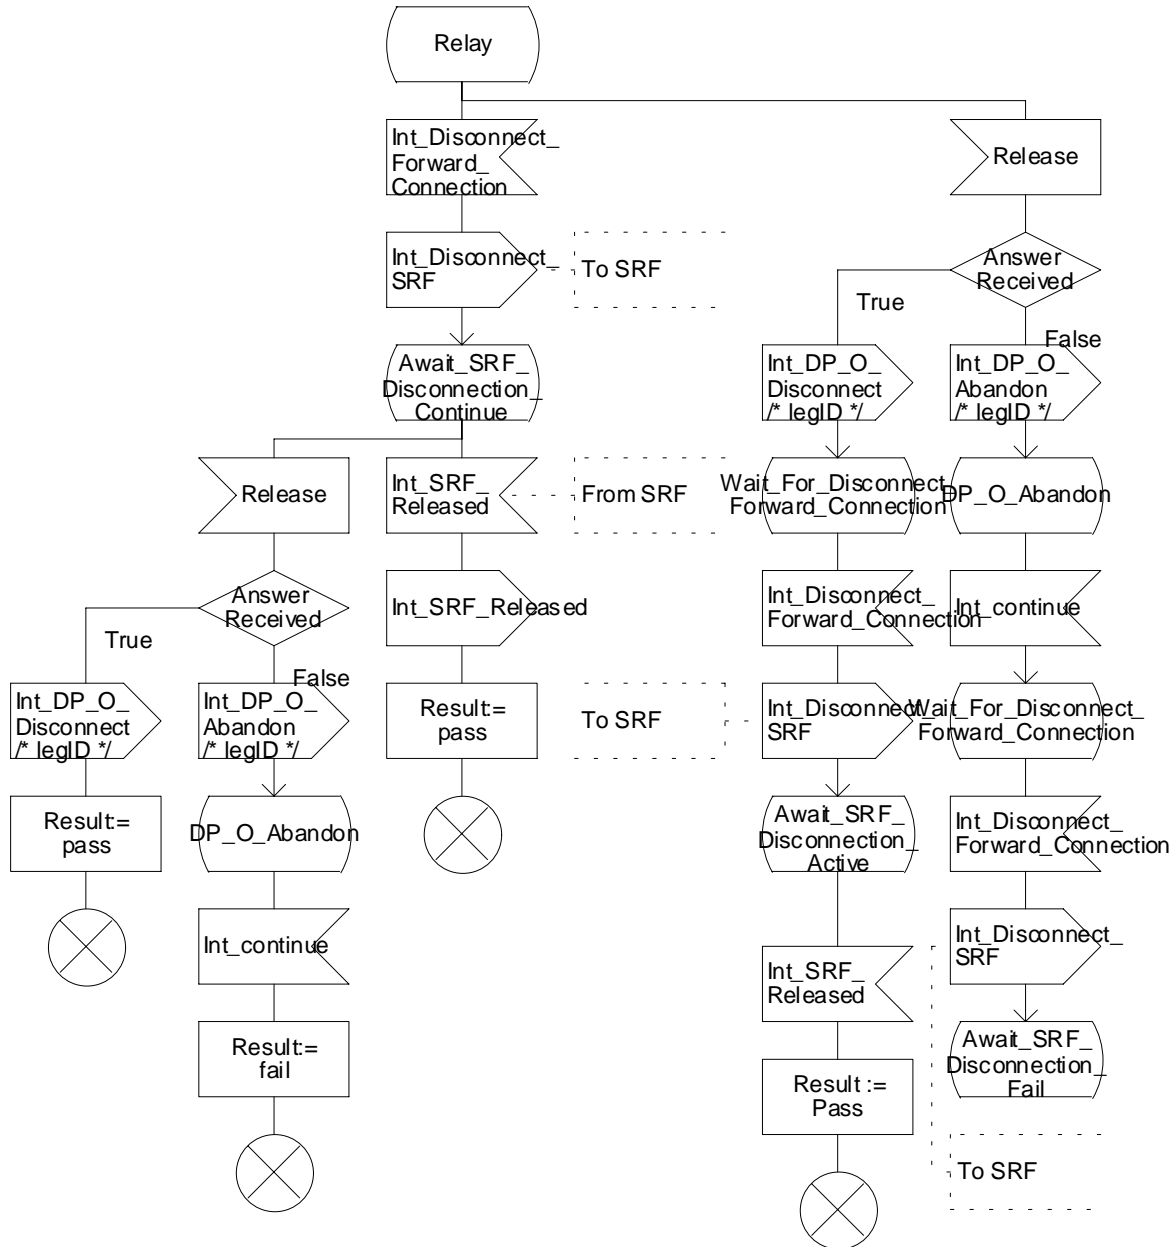 Relay
Int_Disconnect_
Forward_
Connection
Release
Int_Disconnect_
SRF
To SRF
Answer
Received
True
False
Await_SRF_
Disconnection_
Continue
Int_DP_O_
Disconnect
/* legID */
Int_DP_O_
Abandon
/* legID */
Release
Int_SRF_
Released
From SRF
Wait_For_Disconnect_
Forward_Connection
DP_O_Abandon
Answer
Received
Int_SRF_Released
Int_Disconnect_
Forward_Connection
Int_continue
True
False
Int_DP_O_
Disconnect
/* legID */
Int_DP_O_
Abandon
/* legID */
Result:=
pass
To SRF
Int_Disconnect_
SRF
Wait_For_Disconnect_
Forward_Connection
Result:=
pass
DP_O_Abandon
Await_SRF_
Disconnection_
Active
Int_Disconnect_
Forward_Connection
Int_continue
Int_SRF_
Released
Int_Disconnect_
SRF
Result:=
fail
Result :=
Pass
Await_SRF_
Disconnection_
Fail
To SRF